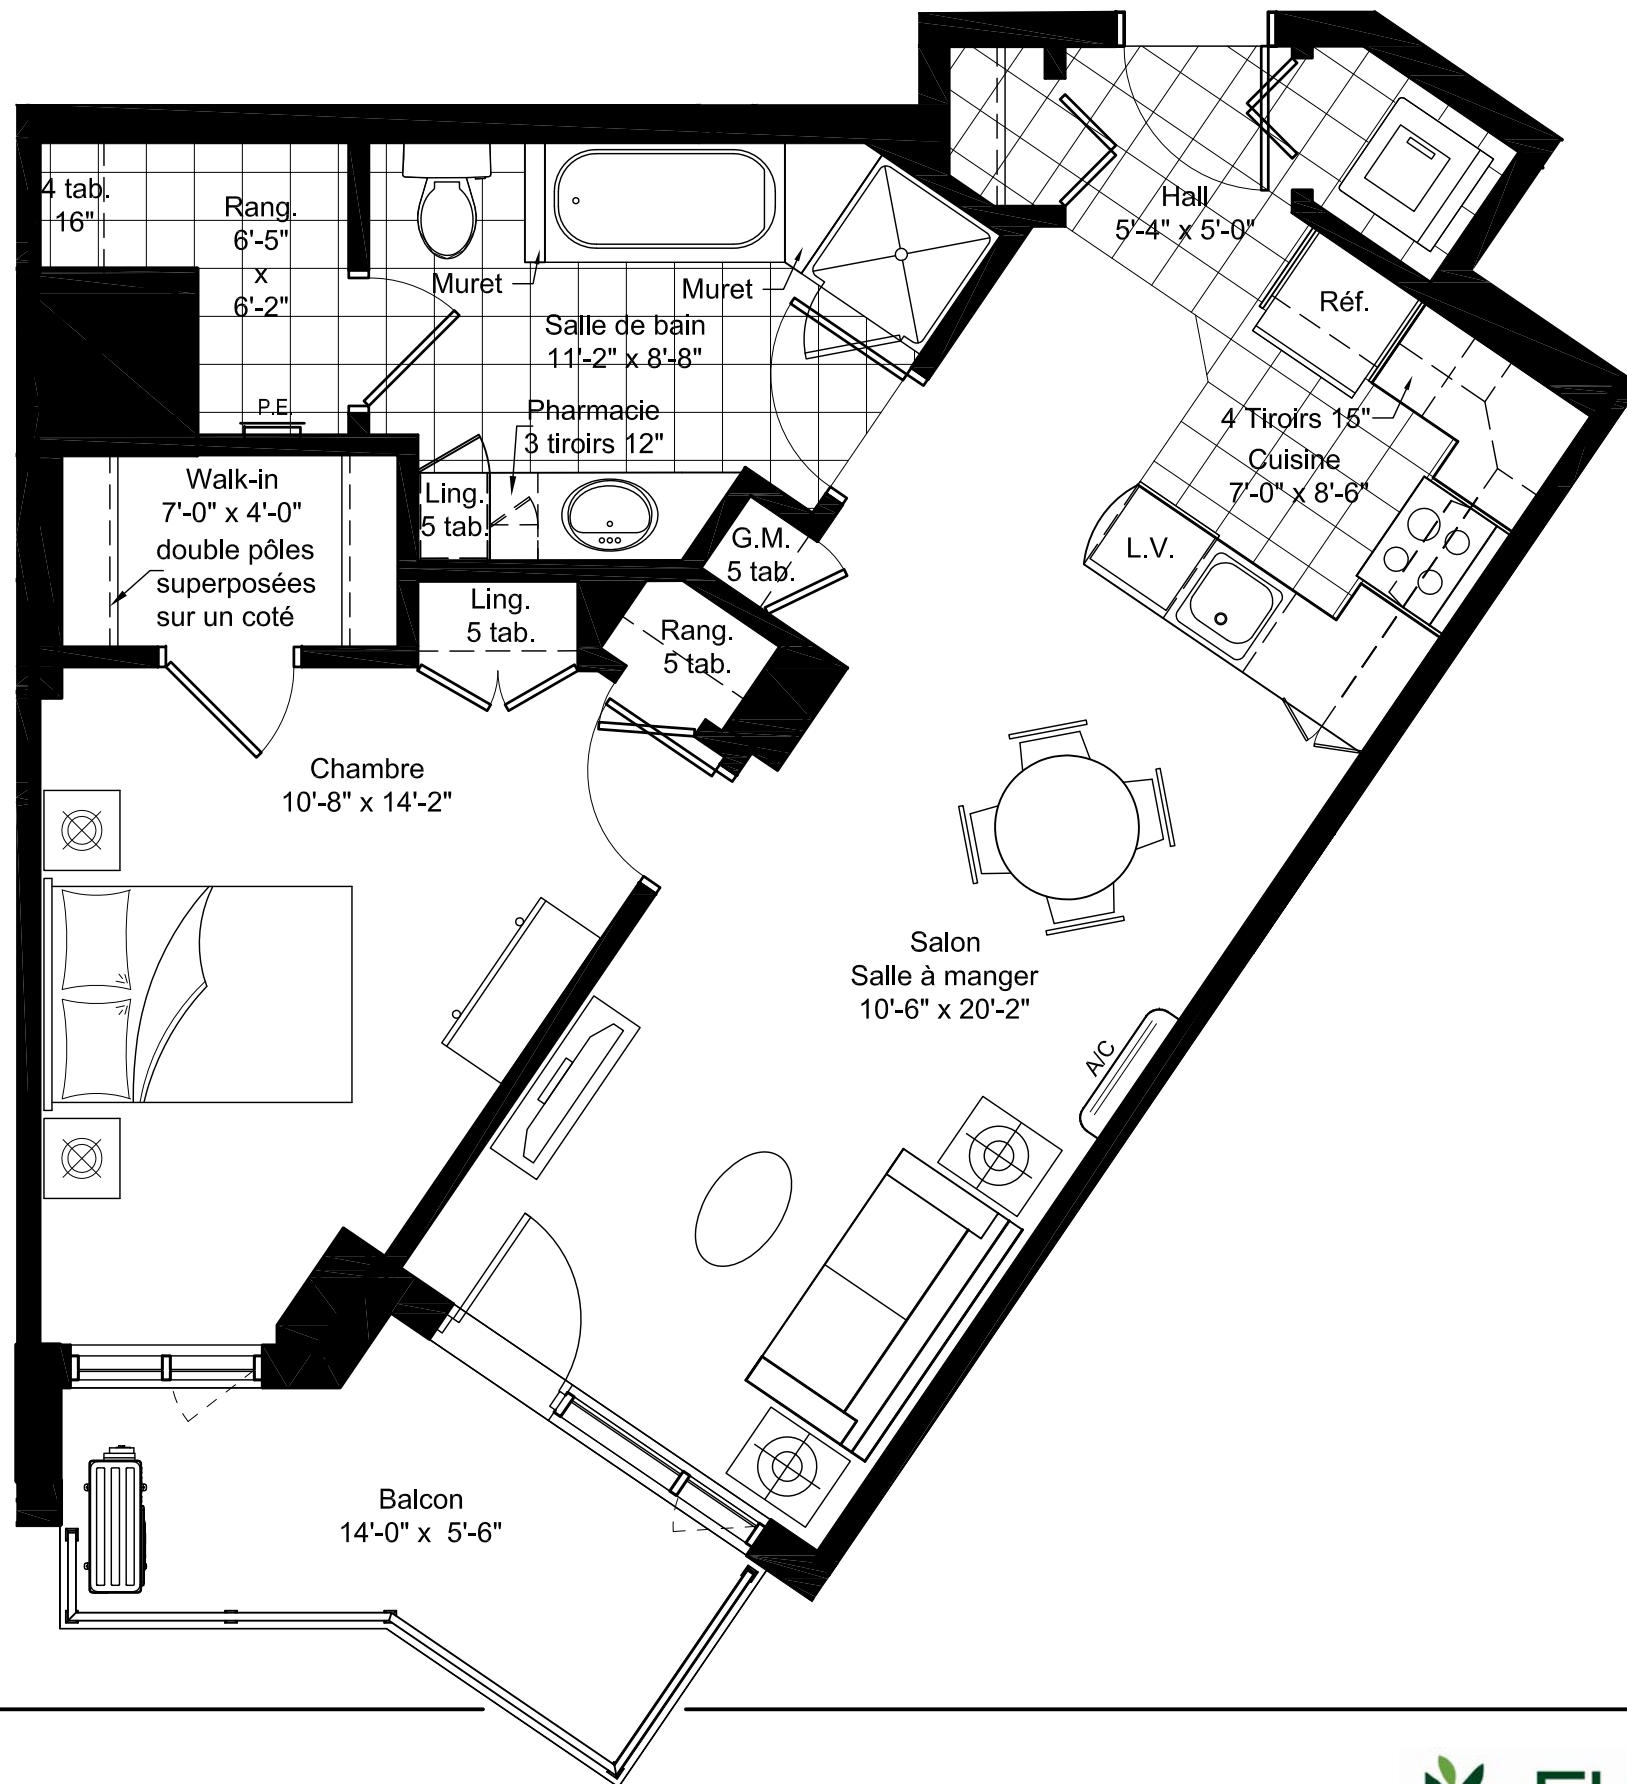 4 tab.
16"
Rang.
6'-5"
x
6'-2"
Muret
Muret
Salle de bain
11'-2" x 8'-8"
Hall
5'-4" x 5'-0"
Réf.
4 Tiroirs 15"
Cuisine
7'-0" x 8'-6"
P.E.
Pharmacie
3 tiroirs 12"
Walk-in
7'-0" x 4'-0"
double pôles
superposées
sur un coté
Ling.
5 tab.
G.M.
5 tab.
L.V.
Ling.
5 tab.
Rang.
5 tab.
Chambre
10'-8" x 14'-2"
Salon
Salle à manger
10'-6" x 20'-2"
A/C
Balcon
14'-0" x 5'-6"